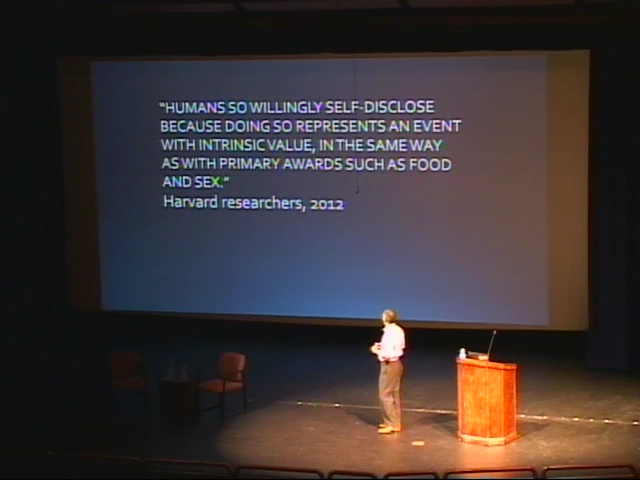 "HUMANS SO WILLINGLY SELF-DISCLOSE
BECAUSE DOING SO REPRESENTS AN EVENT
WITH INTRINSIC VALUE, IN THE SAME WAY
AS WITH PRIMARY AWARDS SUCH AS FOOD
AND SEX."
Harvard researchers, 2012